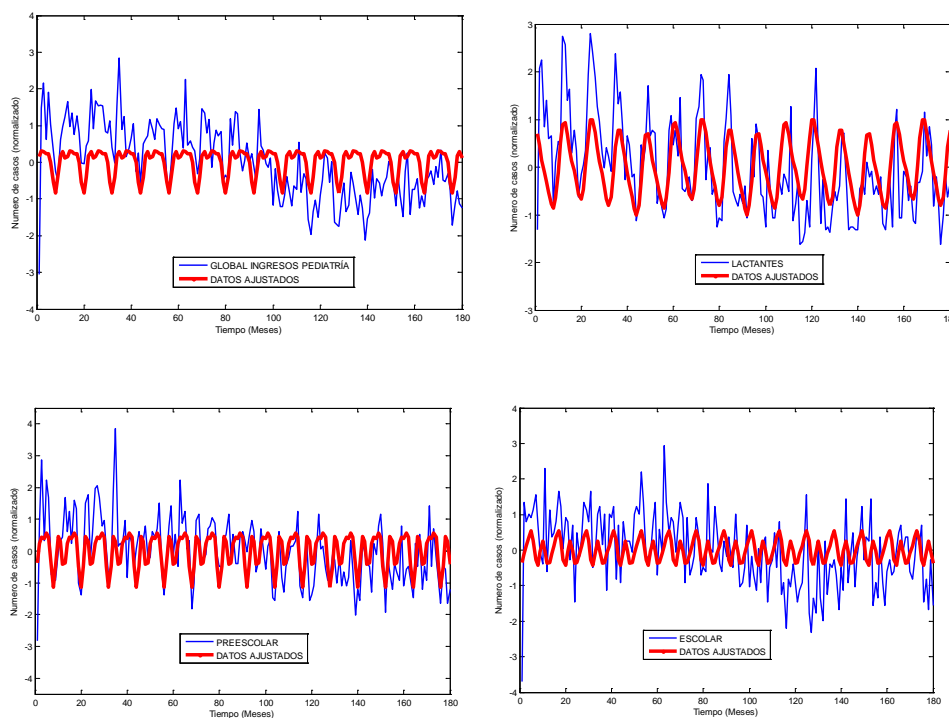 Numero de casos (normalizado)
4
3
2
1
0
-1
-2
-3
-4
0 20 40 60 80 100 120 140 160 180
Tiempo (Meses)
GLOBAL INGRESOS PEDIATRÍA
DATOS AJUSTADOS
Numero de casos (normalizado)
3
2
1
0
-1
-2
-3
0 20 40 60 80 100 120 140 160 180
Tiempo (Meses)
LACTANTES
DATOS AJUSTADOS
Numero de casos (normalizado)
4
3
2
1
0
-1
-2
-3
-4
0 20 40 60 80 100 120 140 160 180
Tiempo (Meses)
PREESCOLAR
DATOS AJUSTADOS
Numero de casos (normalizado)
4
3
2
1
0
-1
-2
-3
-4
0 20 40 60 80 100 120 140 160 180
Tiempo (Meses)
ESCOLAR
DATOS AJUSTADOS